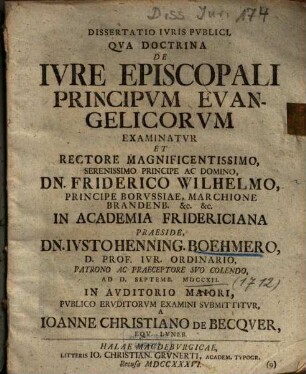 Diss. Jur. 174
DISSERTATIO IVRIS PVBLICI,
QVA DOCTRINA
DE
IVRE EPISCOPALI
PRINCIPVM EVAN-
GELICORVM
EXAMINATVR
ET
RECTORE MAGNIFICENTISSIMO,
SERENISSIMO PRINCIPE AC DOMINO,
DN. FRIDERICO WILHELMO,
PRINCIPE BORVSSIAE, MARCHIONE
BRANDENB. &c. &c.
IN ACADEMIA FRIDERICIANA
PRAESIDE,
DN. IVSTO HENNING. BOEHMERO,
D. PROF. IVR. ORDINARIO,
PATRONO AC PRAECEPTORE SVO COLENDO,
AD D. SEPTEMB. MDCCXII.
(1712)
IN AVDITORIO MAIORI,
PVBLICO ERVDITORVM EXAMINI SVBMITTITVR,
A
IOANNE CHRISTIANO DE BECQVER,
EQV. LVNEB.
HALAE MAGDEBVRGICAE,
LITTERIS IO. CHRISTIAN. GRVNERTI, ACADEM. TYPOGR.
Recusa MDCCXXXVI.